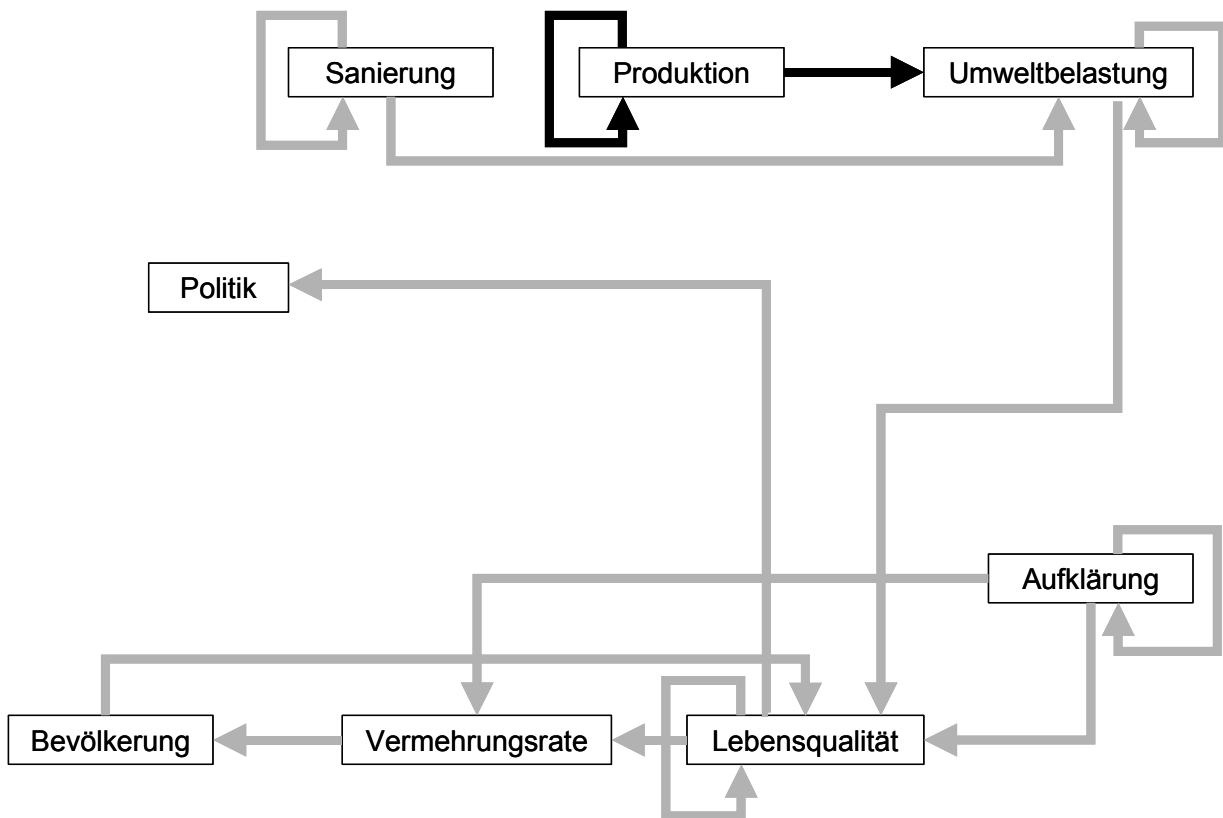 Sanierung
Produktion
Umweltbelastung
Politik
Aufklärung
Bevölkerung
Vermehrungsrate
Lebensqualität